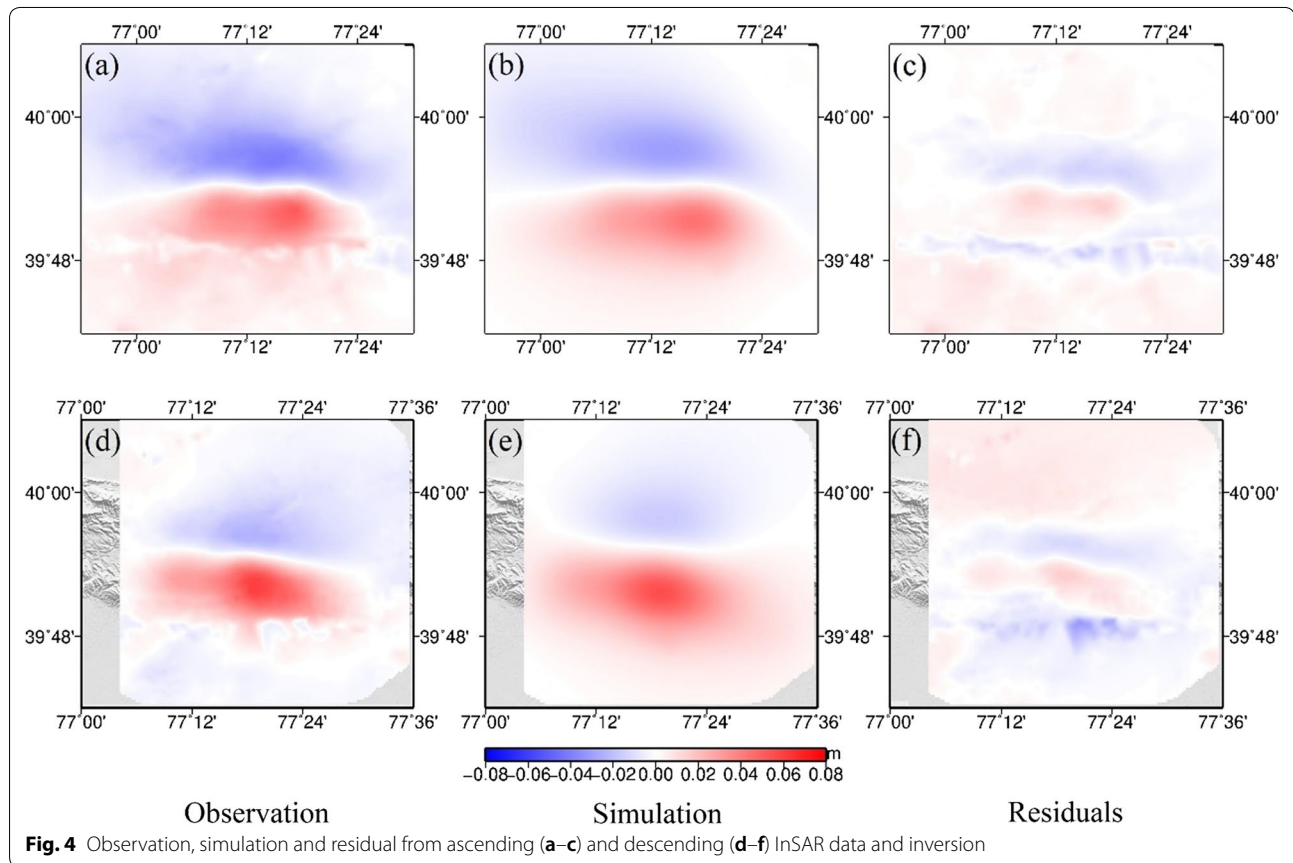 77°00' 77°12' 77°24' 77°00' 77°12' 77°24' 77°00' 77°12' 77°24'
(a) (b) (c)
40°00' 40°00' 40°00'
39°48' 39°48' 39°48'
77°00' 77°12' 77°24' 77°00' 77°12' 77°24' 77°00' 77°12' 77°24'
77°00' 77°12' 77°24' 77°36' 77°00' 77°12' 77°24' 77°36' 77°00' 77°12' 77°24' 77°36'
(d) (e) (f)
40°00' 40°00' 40°00'
39°48' 39°48' 39°48'
77°00' 77°12' 77°24' 77°36' 77°00' 77°12' 77°24' 77°36' 77°00' 77°12' 77°24' 77°36'
m
−0.08 −0.06 −0.04 −0.02 0.00 0.02 0.04 0.06 0.08
Observation Simulation Residuals
Fig. 4 Observation, simulation and residual from ascending (a–c) and descending (d–f) InSAR data and inversion